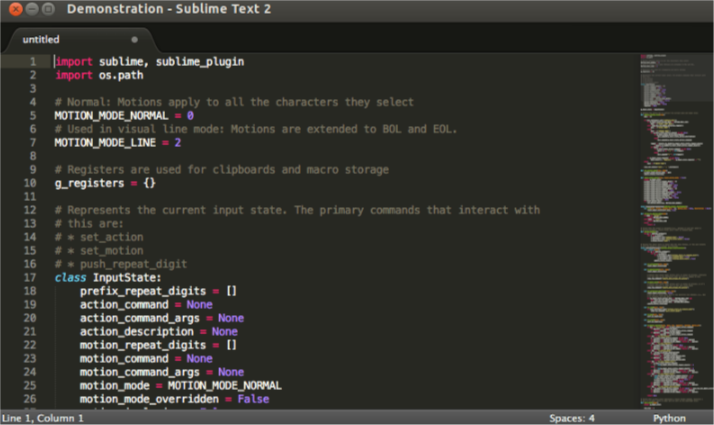 Demonstration - Sublime Text 2
untitled
1 import sublime, sublime_plugin
2 import os.path
3
4 # Normal: Motions apply to all the characters they select
5 MOTION_MODE_NORMAL = 0
6 # Used in visual line mode: Motions are extended to BOL and EOL.
7 MOTION_MODE_LINE = 2
8
9 # Registers are used for clipboards and macro storage
10 g_registers = {}
11
12 # Represents the current input state. The primary commands that interact with
13 # this are:
14 # * set_action
15 # * set_motion
16 # * push_repeat_digit
17 class InputState:
18     prefix_repeat_digits = []
19     action_command = None
20     action_command_args = None
21     action_description = None
22     motion_repeat_digits = []
23     motion_command = None
24     motion_command_args = None
25     motion_mode = MOTION_MODE_NORMAL
26     motion_mode_overridden = False
Line 1, Column 1
Spaces: 4
Python